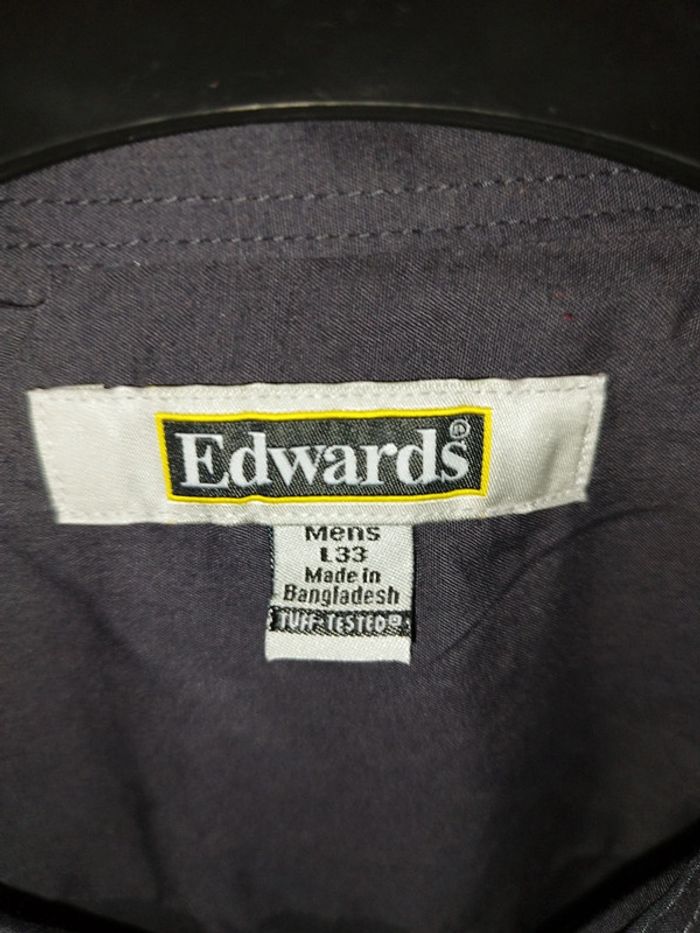 Edwards®
Mens
L33
Made in
Bangladesh
TUFF-TESTED®